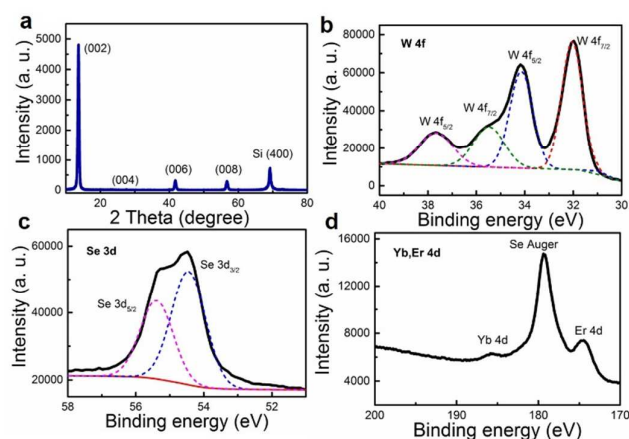 a
5000
4000
3000
2000
1000
0
Intensity (a. u.)
(002)
(004)
(006)
(008)
Si (400)
20
40
60
80
2 Theta (degree)
b
W 4f
80000
60000
40000
20000
Intensity (a. u.)
W 4f5/2
W 4f7/2
W 4f5/2
W 4f7/2
40
38
36
34
32
30
Binding energy (eV)
c
Se 3d
60000
40000
20000
Intensity (a. u.)
Se 3d5/2
Se 3d3/2
58
56
54
52
Binding energy (eV)
d
Yb,Er 4d
16000
12000
8000
4000
Intensity (a. u.)
Se Auger
Yb 4d
Er 4d
200
190
180
170
Binding energy (eV)